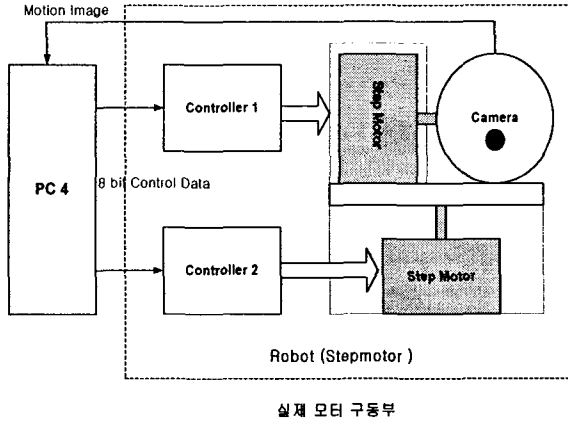 Motion Image
Controller 1
Step Motor
Camera
PC 4
8 bit Control Data
Controller 2
Step Motor
Robot (Stepmotor )
실제 모터 구동부